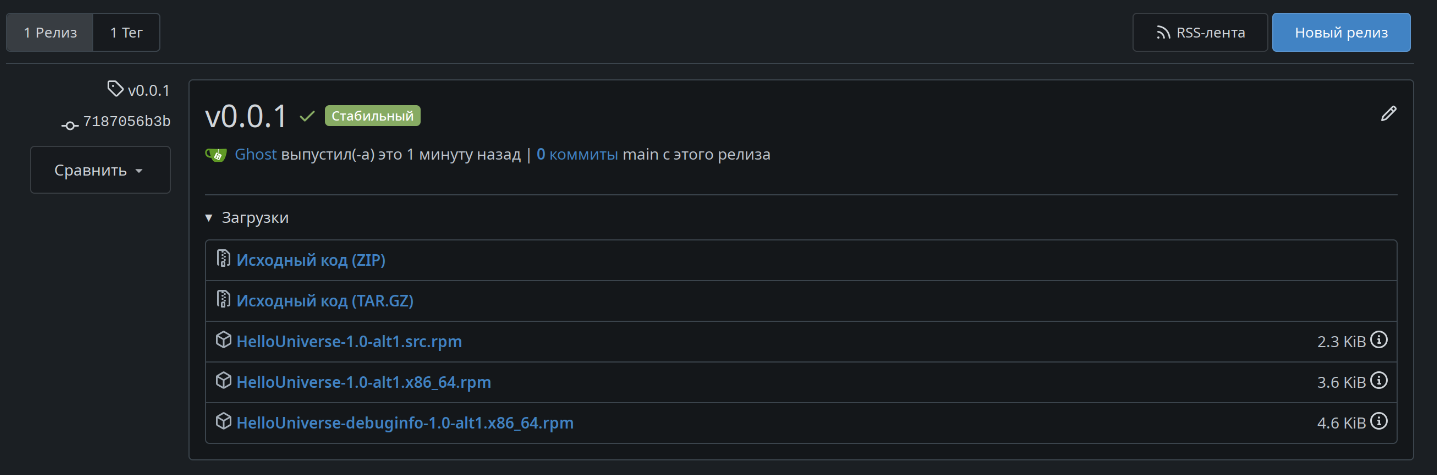 1 Релиз 1 Тег RSS-лента Новый релиз
v0.0.1
7187056b3b
Сравнить
v0.0.1 Стабильный
Ghost выпустил(-а) это 1 минуту назад | 0 коммиты main с этого релиза
Загрузки
Исходный код (ZIP)
Исходный код (TAR.GZ)
HelloUniverse-1.0-alt1.src.rpm 2.3 KiB
HelloUniverse-1.0-alt1.x86_64.rpm 3.6 KiB
HelloUniverse-debuginfo-1.0-alt1.x86_64.rpm 4.6 KiB